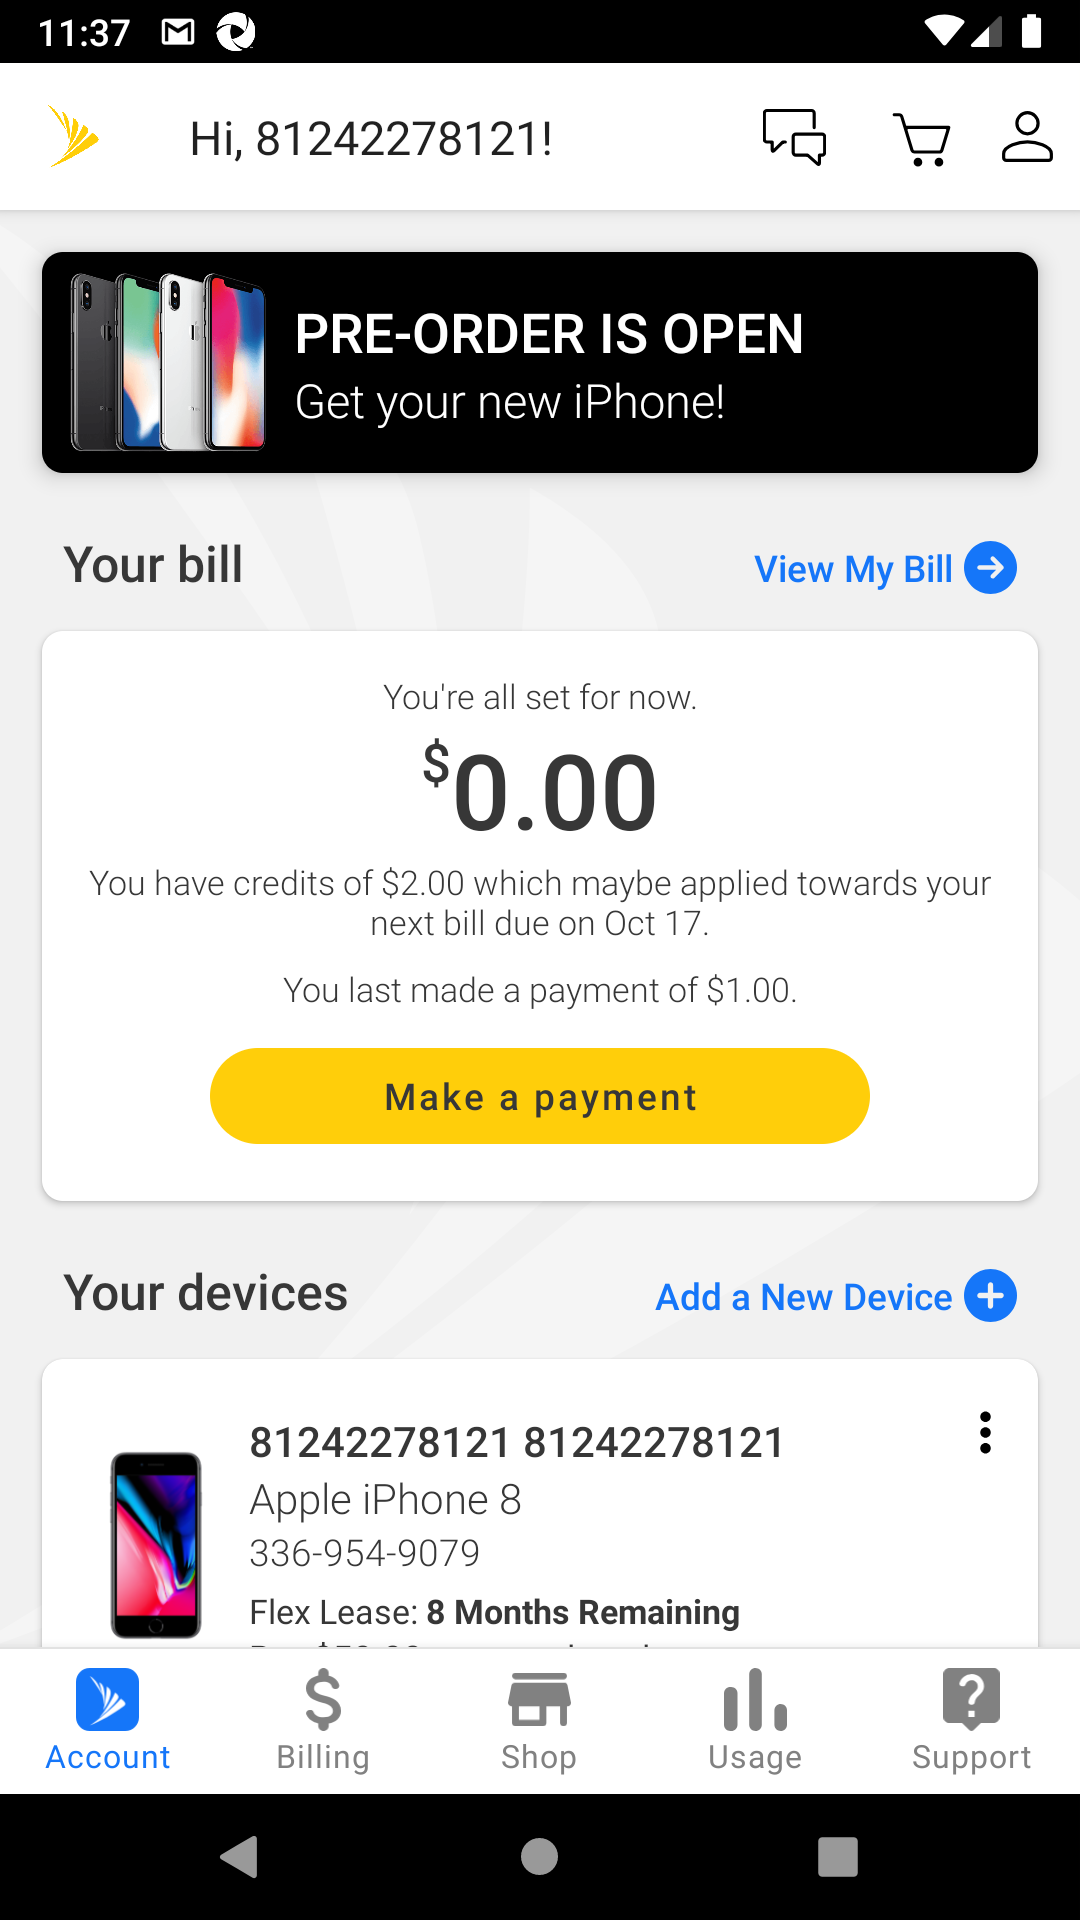 11:37
Hi, 81242278121!
PRE-ORDER IS OPEN
Get your new iPhone!
Your bill
View My Bill
You're all set for now.
$0.00
You have credits of $2.00 which maybe applied towards your
next bill due on Oct 17.
You last made a payment of $1.00.
Make a payment
Your devices
Add a New Device
81242278121 81242278121
Apple iPhone 8
336-954-9079
Flex Lease: 8 Months Remaining
Account
Billing
Shop
Usage
Support